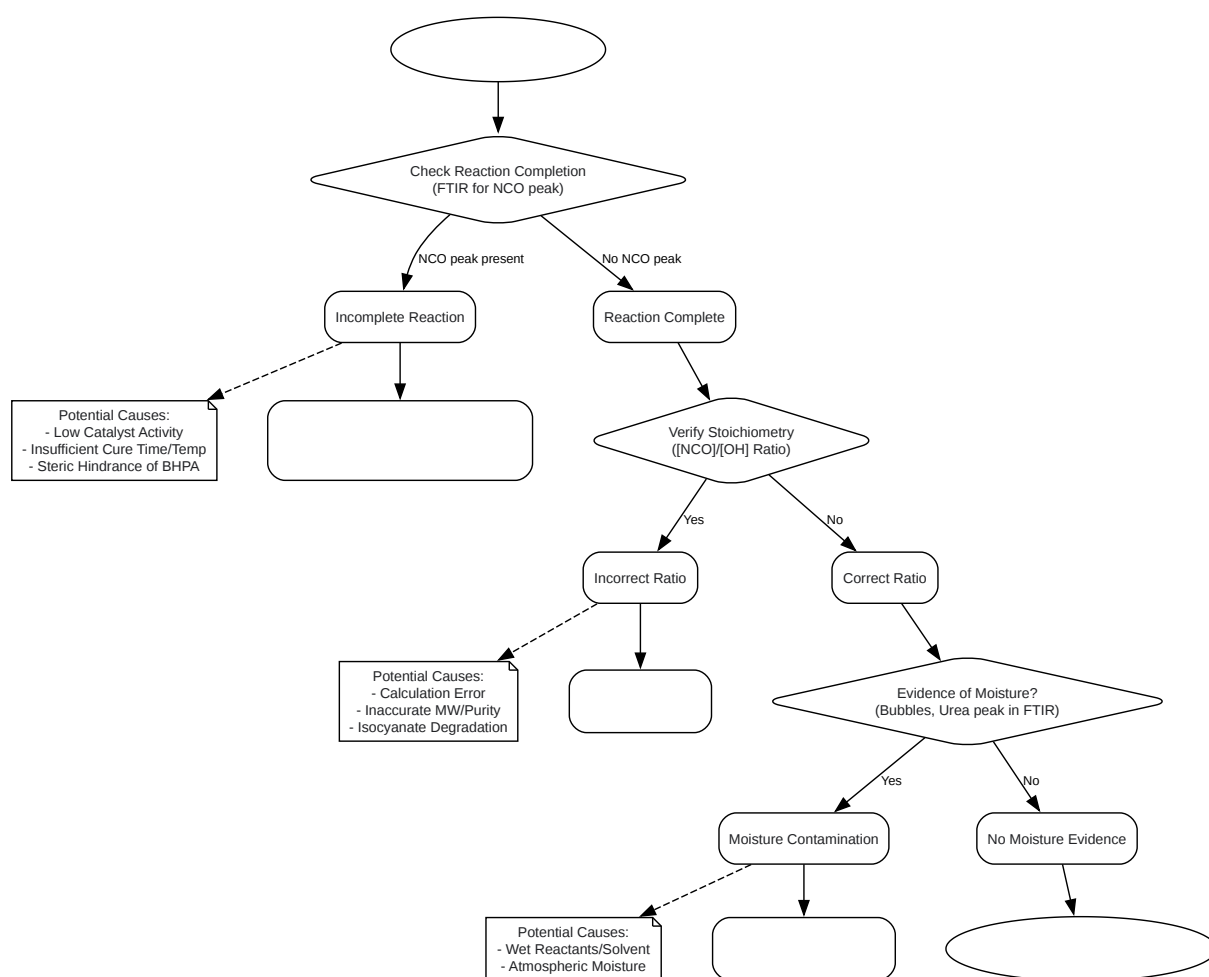 Check Reaction Completion
(FTIR for NCO peak)
NCO peak present
No NCO peak
Incomplete Reaction
Reaction Complete
Potential Causes:
- Low Catalyst Activity
- Insufficient Cure Time/Temp
- Steric Hindrance of BHPA
Verify Stoichiometry
([NCO]/[OH] Ratio)
Yes
No
Incorrect Ratio
Correct Ratio
Potential Causes:
- Calculation Error
- Inaccurate MW/Purity
- Isocyanate Degradation
Evidence of Moisture?
(Bubbles, Urea peak in FTIR)
Yes
No
Moisture Contamination
No Moisture Evidence
Potential Causes:
- Wet Reactants/Solvent
- Atmospheric Moisture